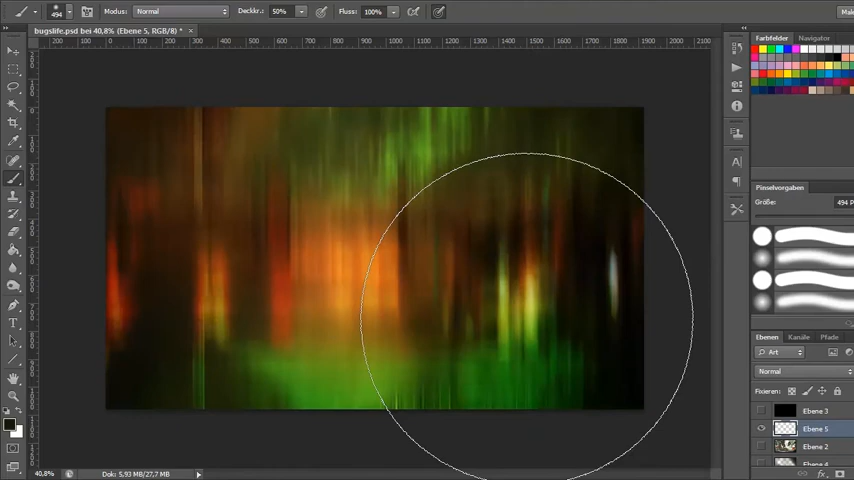 494 Modus: Normal Deckkr.: 50% Fluss: 100%
bugslife.psd bei 40,8% (Ebene 5, RGB/8) * ×
200 100 0 100 200 300 400 500 600 700 800 900 1000 1100 1200 1300 1400 1500 1600 1700 1800 1900 2000 2100 2200
Farbfelder Navigator
Pinselvorgaben
Größe: 494 P
Ebenen Kanäle Pfade
Art
Normal
Fixieren:
Ebene 3
Ebene 5
Ebene 2
Ebene 4
40,8% Dok: 5,93 MB/27,7 MB